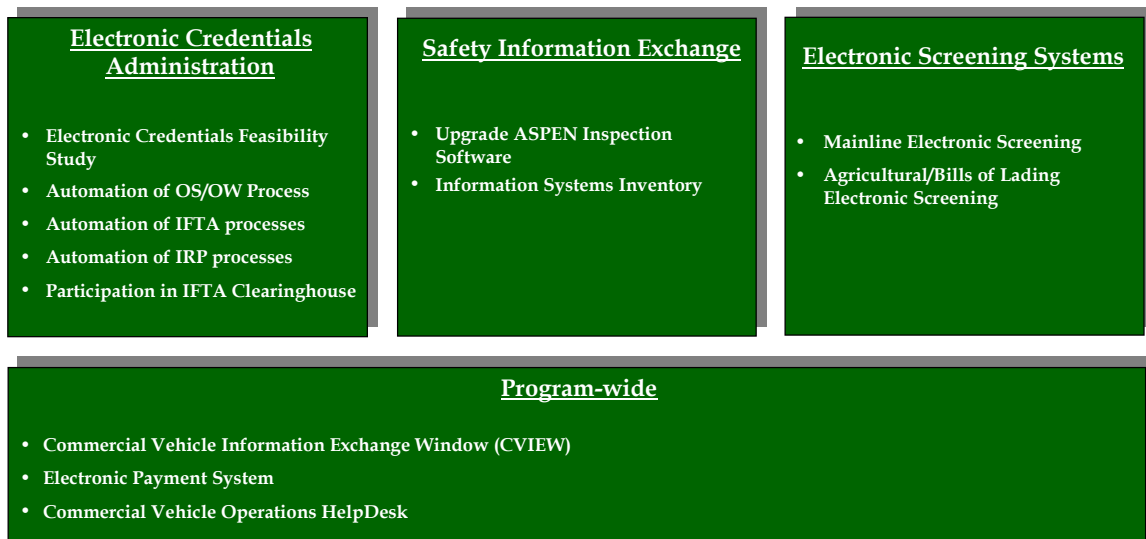 Electronic Credentials
Administration
• Electronic Credentials Feasibility
Study
• Automation of OS/OW Process
• Automation of IFTA processes
• Automation of IRP processes
• Participation in IFTA Clearinghouse
Safety Information Exchange
• Upgrade ASPEN Inspection
Software
• Information Systems Inventory
Electronic Screening Systems
• Mainline Electronic Screening
• Agricultural/Bills of Lading
Electronic Screening
Program-wide
• Commercial Vehicle Information Exchange Window (CVIEW)
• Electronic Payment System
• Commercial Vehicle Operations HelpDesk